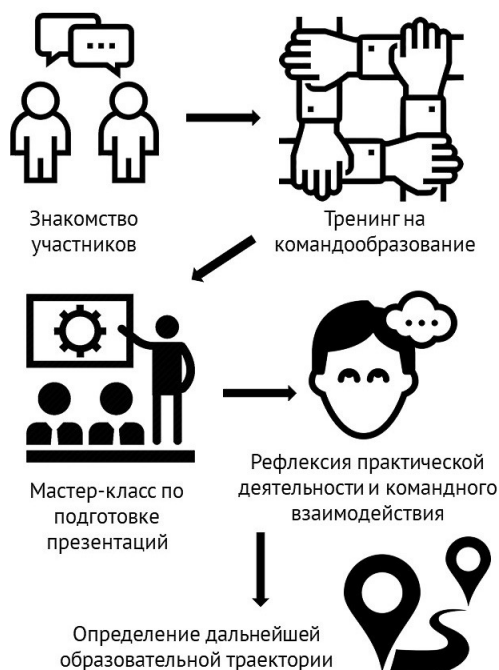 Знакомство
участников
Тренинг на
командообразование
Мастер-класс по
подготовке
презентаций
Рефлексия практической
деятельности и командного
взаимодействия
Определение дальнейшей
образовательной траектории